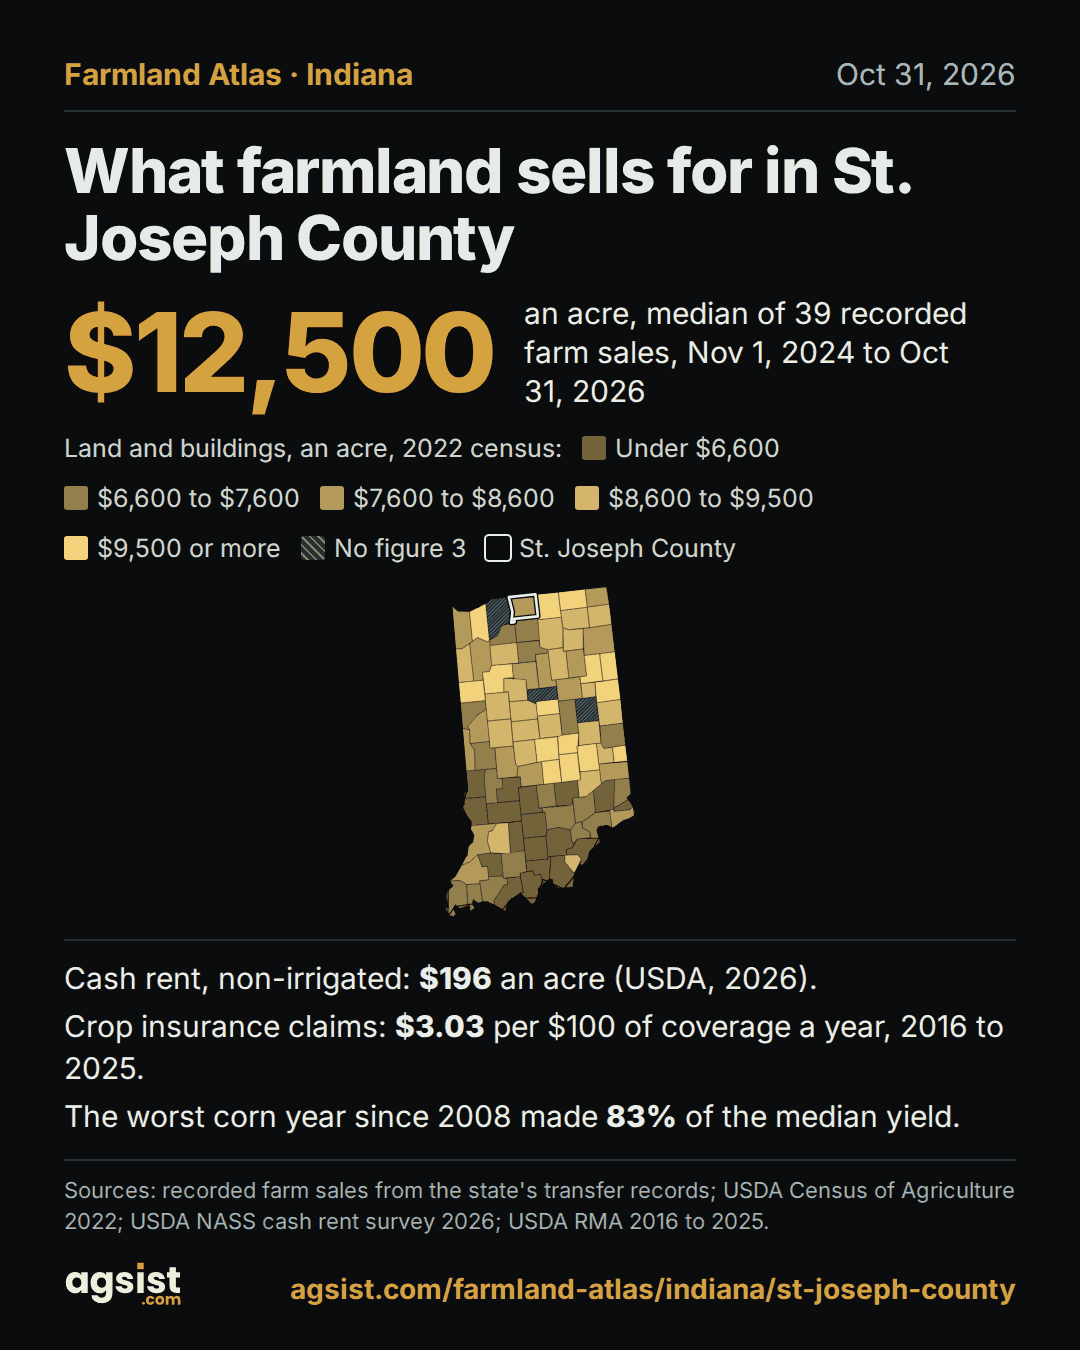 Farmland Atlas · Indiana
Oct 31, 2026
What farmland sells for in St.
Joseph County
$12,500
an acre, median of 39 recorded
farm sales, Nov 1, 2024 to Oct
31, 2026
Land and buildings, an acre, 2022 census: Under $6,600
$6,600 to $7,600 $7,600 to $8,600 $8,600 to $9,500
$9,500 or more No figure 3 St. Joseph County
Cash rent, non-irrigated: $196 an acre (USDA, 2026).
Crop insurance claims: $3.03 per $100 of coverage a year, 2016 to
2025.
The worst corn year since 2008 made 83% of the median yield.
Sources: recorded farm sales from the state's transfer records; USDA Census of Agriculture
2022; USDA NASS cash rent survey 2026; USDA RMA 2016 to 2025.
agsist
.com
agsist.com/farmland-atlas/indiana/st-joseph-county